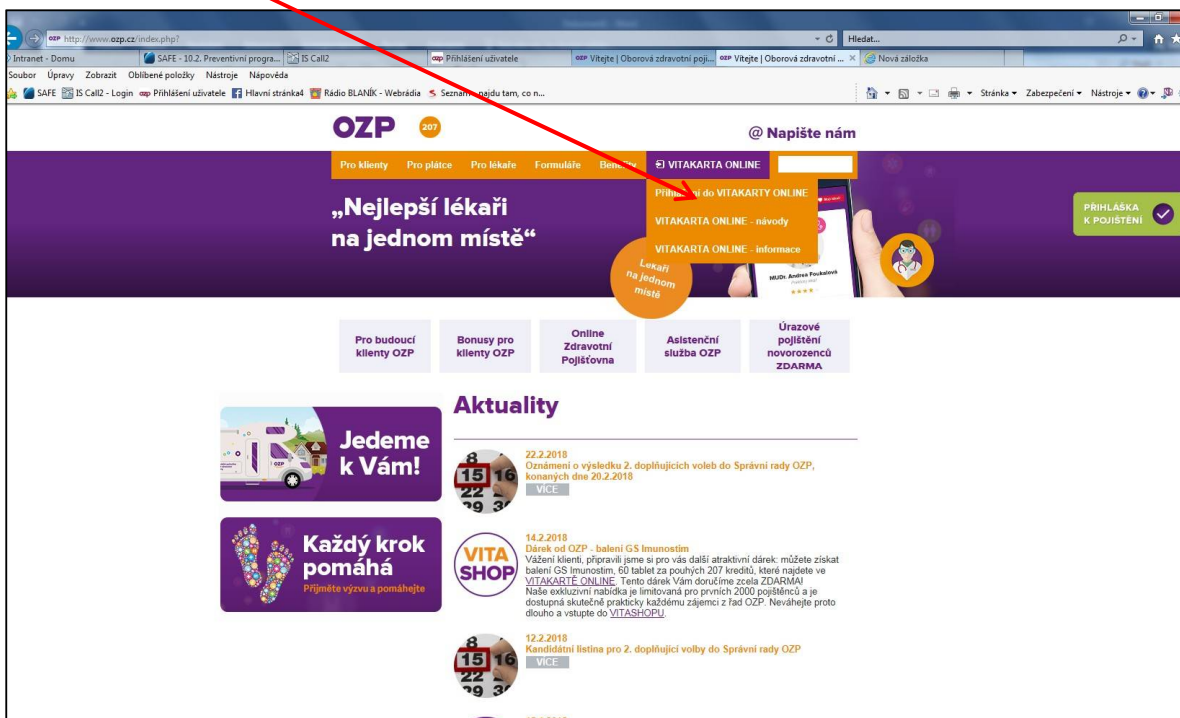 http://www.ozp.cz/index.php?
Hledat...
Intranet - Domu
SAFE - 10.2. Preventivní progra...
IS Call2
Přihlášení uživatele
Vítejte | Oborová zdravotní poji...
Vítejte | Oborová zdravotní ...
Nová záložka
Soubor Úpravy Zobrazit Oblíbené položky Nástroje Nápověda
SAFE
IS Call2 - Login
Přihlášení uživatele
Hlavní stránka4
Rádio BLANÍK - Webrádia
Stránka Zabezpečení Nástroje
OZP 207
@ Napište nám
Pro klienty Pro plátce Pro lékaře Formuláře Benefity VITAKARTA ONLINE
Přihlášení do VITAKARTY ONLINE
VITAKARTA ONLINE - návody
VITAKARTA ONLINE - informace
„Nejlepší lékaři
na jednom místě“
Lékaři
na jednom
místě
MUDr. Andrea Foukalová
PŘIHLÁŠKA
K POJIŠTĚNÍ
Pro budoucí
klienty OZP
Bonusy pro
klienty OZP
Online
Zdravotní
Pojišťovna
Asistenční
služba OZP
Úrazové
pojištění
novorozenců
ZDARMA
Jedeme
k Vám!
Každý krok
pomáhá
Přijměte výzvu a pomáhejte
Aktuality
22.2.2018
Oznámení o výsledku 2. doplňujících voleb do Správní rady OZP,
konaných dne 20.2.2018
VÍCE
VITA
SHOP
14.2.2018
Dárek od OZP - balení GS Imunostim
Vážení klienti, připravili jsme si pro vás další atraktivní dárek: můžete získat
balení GS Imunostim, 60 tablet za pouhých 207 kreditů, které najdete ve
VITAKARTĚ ONLINE. Tento dárek Vám doručíme zcela ZDARMA!
Naše exkluzivní nabídka je limitovaná pro prvních 2000 pojištěnců a je
dostupná skutečně prakticky každému zájemci z řad OZP. Neváhejte proto
dlouho a vstupte do VITASHOPU.
12.2.2018
Kandidátní listina pro 2. doplňující volby do Správní rady OZP
VÍCE